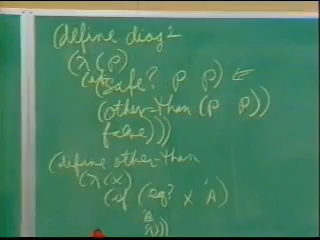 (define diag2
(λ (P)
(if safe? P P)
(other-than (P P))
false)))
(define other-than
(λ (x)
(if (eq? x 'A)
'A